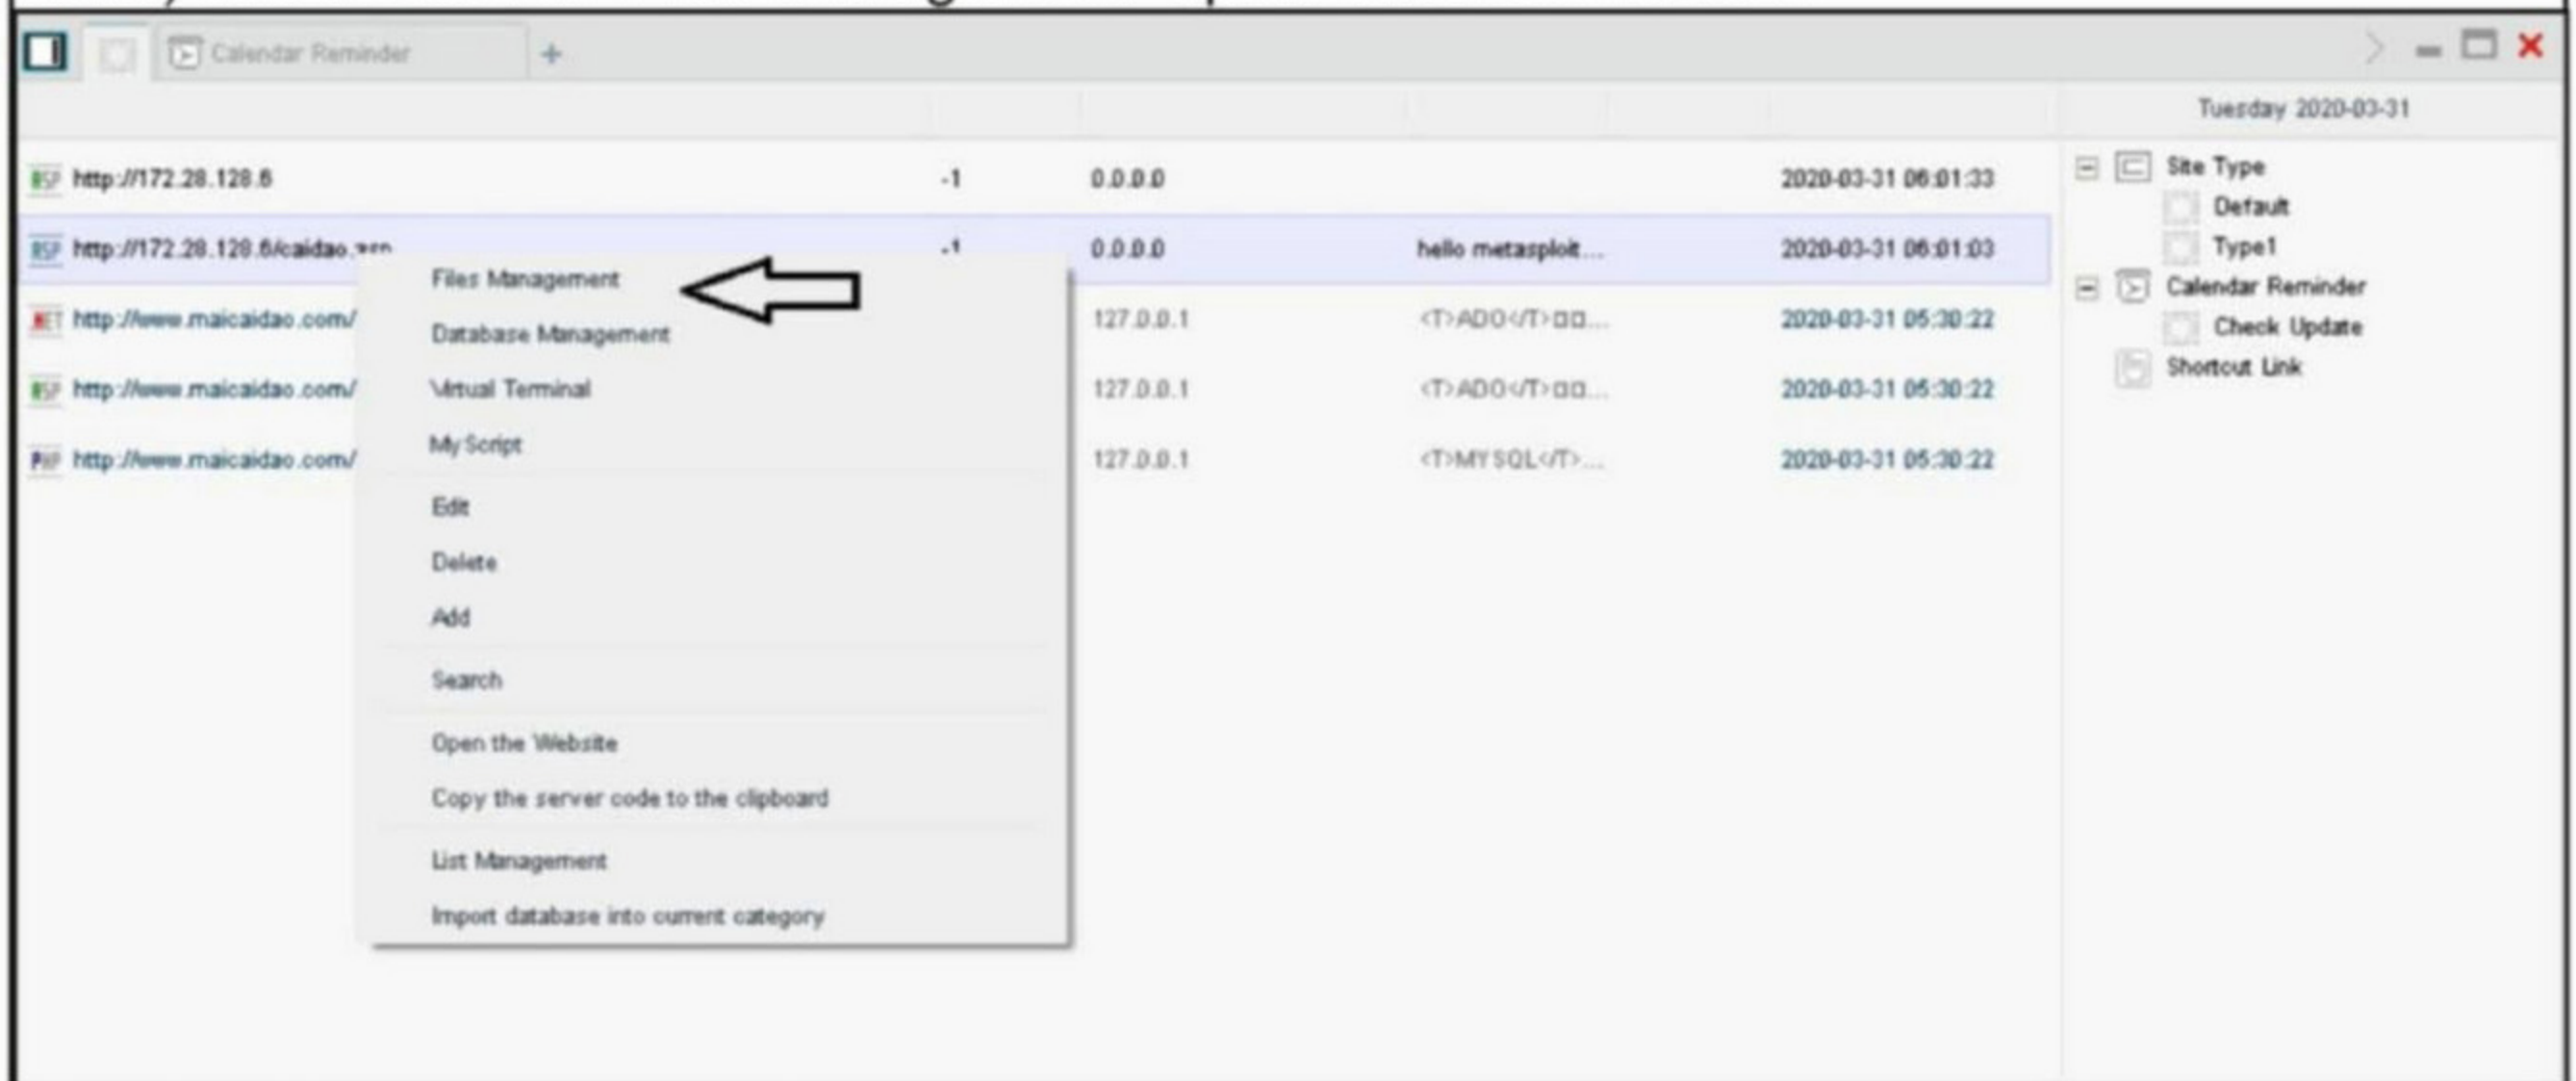 Calendar Reminder
+
Tuesday 2020-03-31
ASP http://172.28.128.6 -1 0.0.0.0 2020-03-31 06:01:33
ASP http://172.28.128.6/caidao.asp -1 0.0.0.0 hello metasploit... 2020-03-31 06:01:03
.NET http://www.maicaidao.com/ 127.0.0.1 <T>ADO</T>□□... 2020-03-31 05:30:22
ASP http://www.maicaidao.com/ 127.0.0.1 <T>ADO</T>□□... 2020-03-31 05:30:22
PHP http://www.maicaidao.com/ 127.0.0.1 <T>MYSQL</T>... 2020-03-31 05:30:22
Files Management
Database Management
Virtual Terminal
My Script
Edit
Delete
Add
Search
Open the Website
Copy the server code to the clipboard
List Management
Import database into current category
Site Type
Default
Type1
Calendar Reminder
Check Update
Shortcut Link